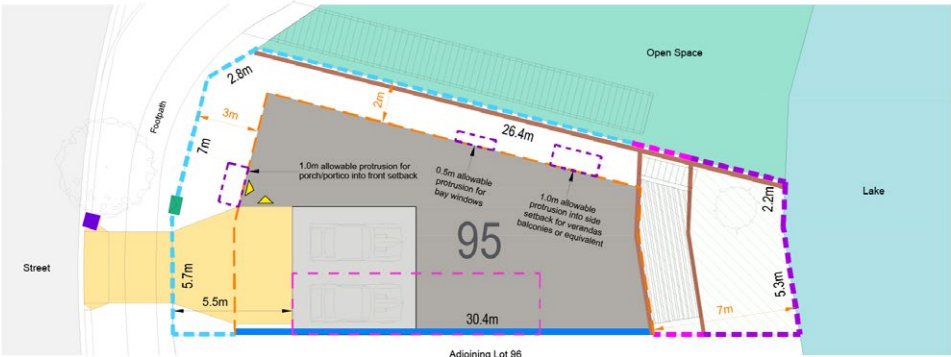 Open Space
2.8m
Footpath
3m
2m
26.4m
7m
1.0m allowable protrusion for
porch/portico into front setback
0.5m allowable
protrusion for
bay windows
1.0m allowable
protrusion into side
setback for verandas
balconies or equivalent
2.2m
Lake
95
Street
5.7m
5.3m
5.5m
7m
30.4m
Adjoining Lot 96